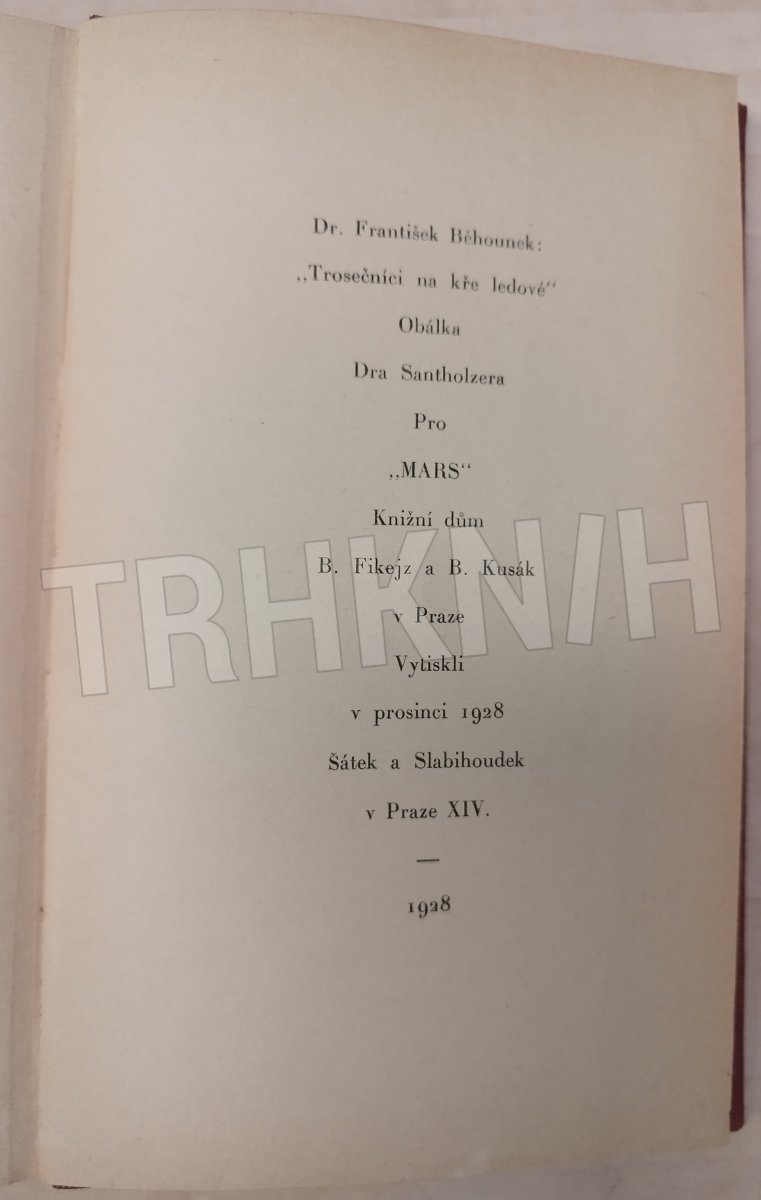 Dr. František Běhounek:
„Trosečníci na kře ledové“
Obálka
Dra Santholzera
Pro
„MARS“
Knižní dům
B. Fikejz a B. Kusák
v Praze
Vytiskli
v prosinci 1928
Šátek a Slabihoudek
v Praze XIV.
1928
TRHKNIH